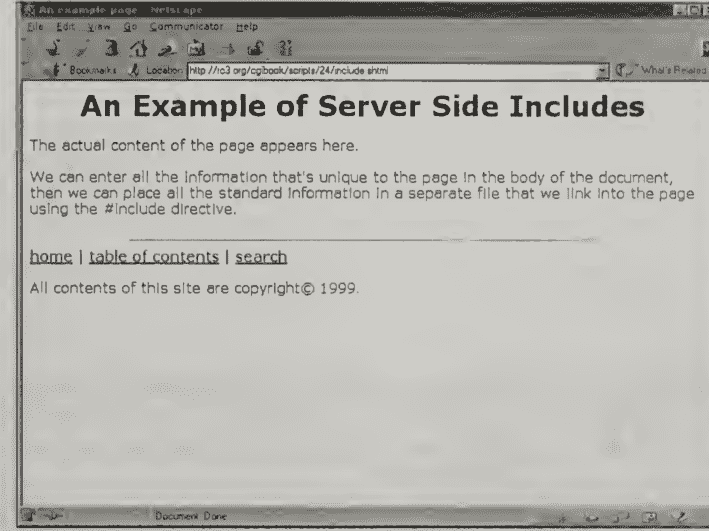 An example page - Netscape
File Edit View Go Communicator Help
Bookmarks Location: http://rc3.org/cgibook/scripts/24/include.shtml What's Related
An Example of Server Side Includes
The actual content of the page appears here.
We can enter all the information that's unique to the page in the body of the document,
then we can place all the standard information in a separate file that we link into the page
using the #include directive.
home | table of contents | search
All contents of this site are copyright© 1999.
Document Done